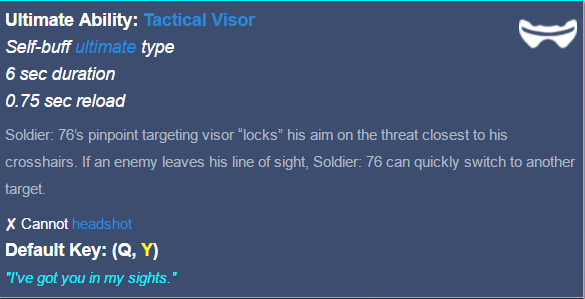 Ultimate Ability: Tactical Visor
Self-buff ultimate type
6 sec duration
0.75 sec reload
Soldier: 76's pinpoint targeting visor “locks” his aim on the threat closest to his
crosshairs. If an enemy leaves his line of sight, Soldier: 76 can quickly switch to another
target.
✗ Cannot headshot
Default Key: (Q, Y)
"I've got you in my sights."